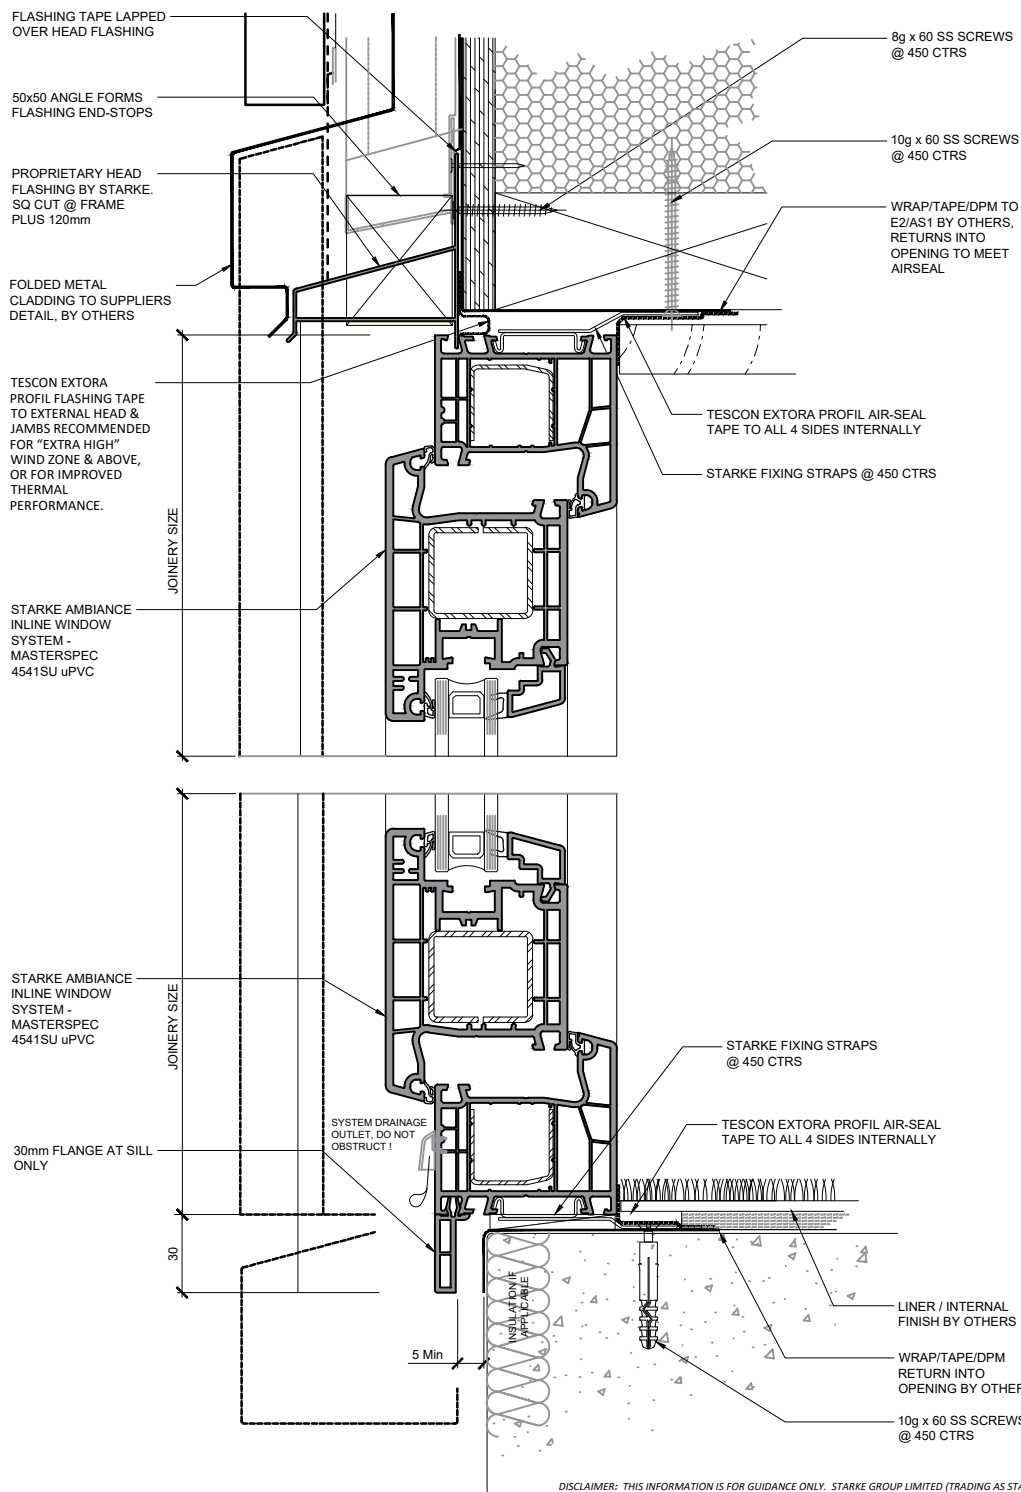 FLASHING TAPE LAPPED
OVER HEAD FLASHING
50x50 ANGLE FORMS
FLASHING END-STOPS
PROPRIETARY HEAD
FLASHING BY STARKE.
SQ CUT @ FRAME
PLUS 120mm
FOLDED METAL
CLADDING TO SUPPLIERS
DETAIL, BY OTHERS
TESCON EXTORA
PROFIL FLASHING TAPE
TO EXTERNAL HEAD &
JAMBS RECOMMENDED
FOR "EXTRA HIGH"
WIND ZONE & ABOVE,
OR FOR IMPROVED
THERMAL
PERFORMANCE.
JOINERY SIZE
STARKE AMBIANCE
INLINE WINDOW
SYSTEM -
MASTERSPEC
4541SU uPVC
8g x 60 SS SCREWS
@ 450 CTRS
10g x 60 SS SCREWS
@ 450 CTRS
WRAP/TAPE/DPM TO
E2/AS1 BY OTHERS,
RETURNS INTO
OPENING TO MEET
AIRSEAL
TESCON EXTORA PROFIL AIR-SEAL
TAPE TO ALL 4 SIDES INTERNALLY
STARKE FIXING STRAPS @ 450 CTRS
STARKE AMBIANCE
INLINE WINDOW
SYSTEM -
MASTERSPEC
4541SU uPVC
JOINERY SIZE
30mm FLANGE AT SILL
ONLY
SYSTEM DRAINAGE
OUTLET, DO NOT
OBSTRUCT !
30
5 Min
INSULATION IF
APPLICABLE
STARKE FIXING STRAPS
@ 450 CTRS
TESCON EXTORA PROFIL AIR-SEAL
TAPE TO ALL 4 SIDES INTERNALLY
LINER / INTERNAL
FINISH BY OTHERS
WRAP/TAPE/DPM
RETURN INTO
OPENING BY OTHER
10g x 60 SS SCREWS
@ 450 CTRS
DISCLAIMER: THIS INFORMATION IS FOR GUIDANCE ONLY. STARKE GROUP LIMITED (TRADING AS STA